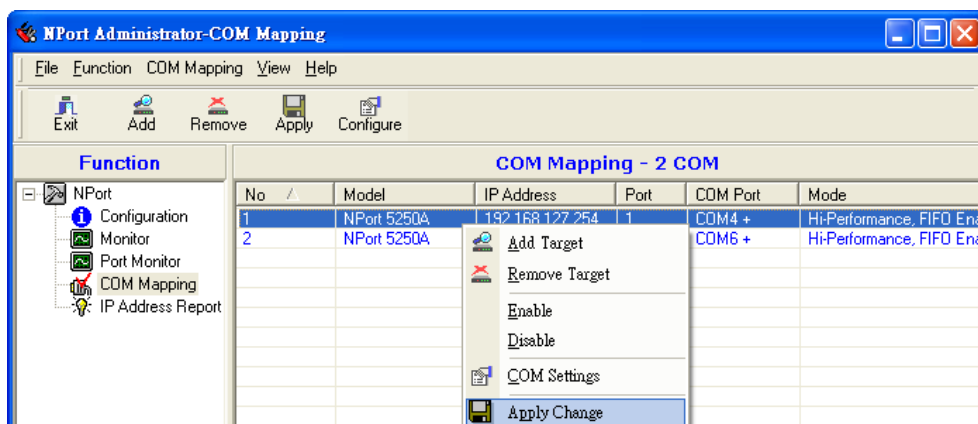 NPort Administrator-COM Mapping
File Function COM Mapping View Help
Exit Add Remove Apply Configure
Function
COM Mapping - 2 COM
NPort
Configuration
Monitor
Port Monitor
COM Mapping
IP Address Report
No Model IP Address Port COM Port Mode
1 NPort 5250A 192.168.127.254 1 COM4 + Hi-Performance, FIFO Ena
2 NPort 5250A COM6 + Hi-Performance, FIFO Ena
Add Target
Remove Target
Enable
Disable
COM Settings
Apply Change